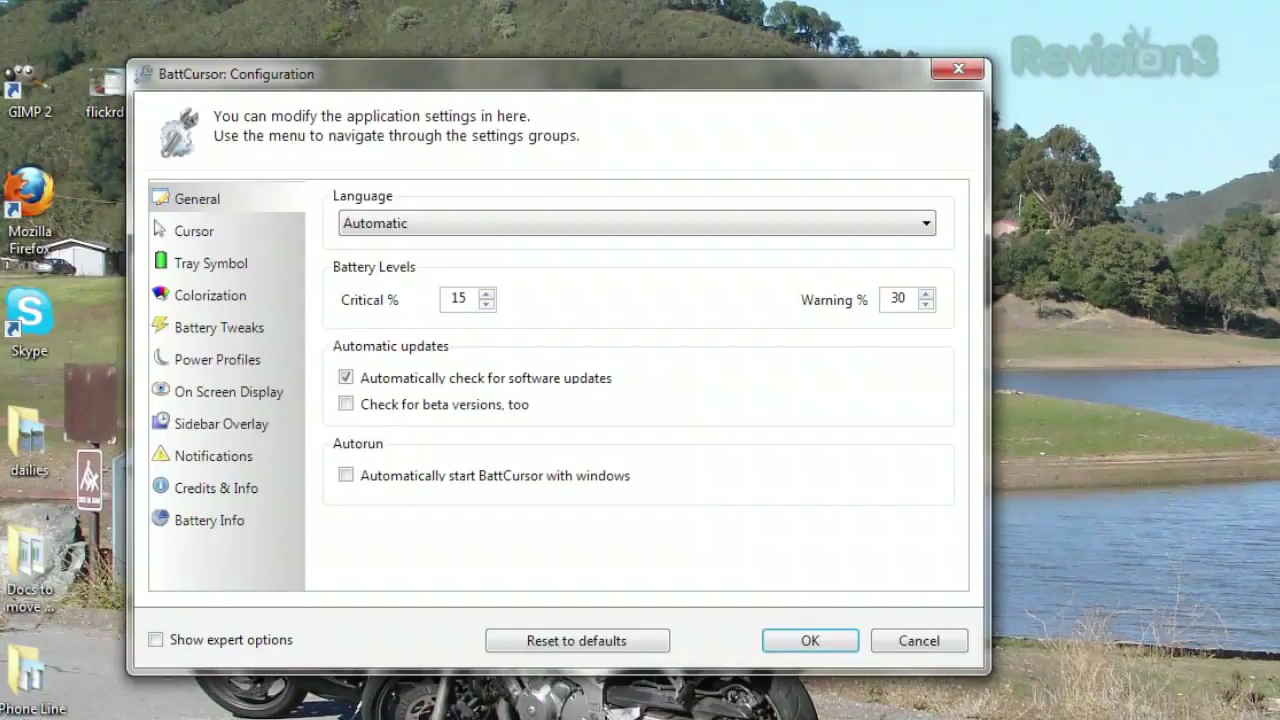 Revision3
BattCursor: Configuration
GIMP 2
flickrd
You can modify the application settings in here.
Use the menu to navigate through the settings groups.
General
Cursor
Tray Symbol
Colorization
Battery Tweaks
Power Profiles
On Screen Display
Sidebar Overlay
Notifications
Credits & Info
Battery Info
Language
Automatic
Battery Levels
Critical %
15
Warning %
30
Automatic updates
Automatically check for software updates
Check for beta versions, too
Autorun
Automatically start BattCursor with windows
Mozilla
Firefox
S
Skype
dailies
Docs to
move ...
Phone Line
Show expert options
Reset to defaults
OK
Cancel